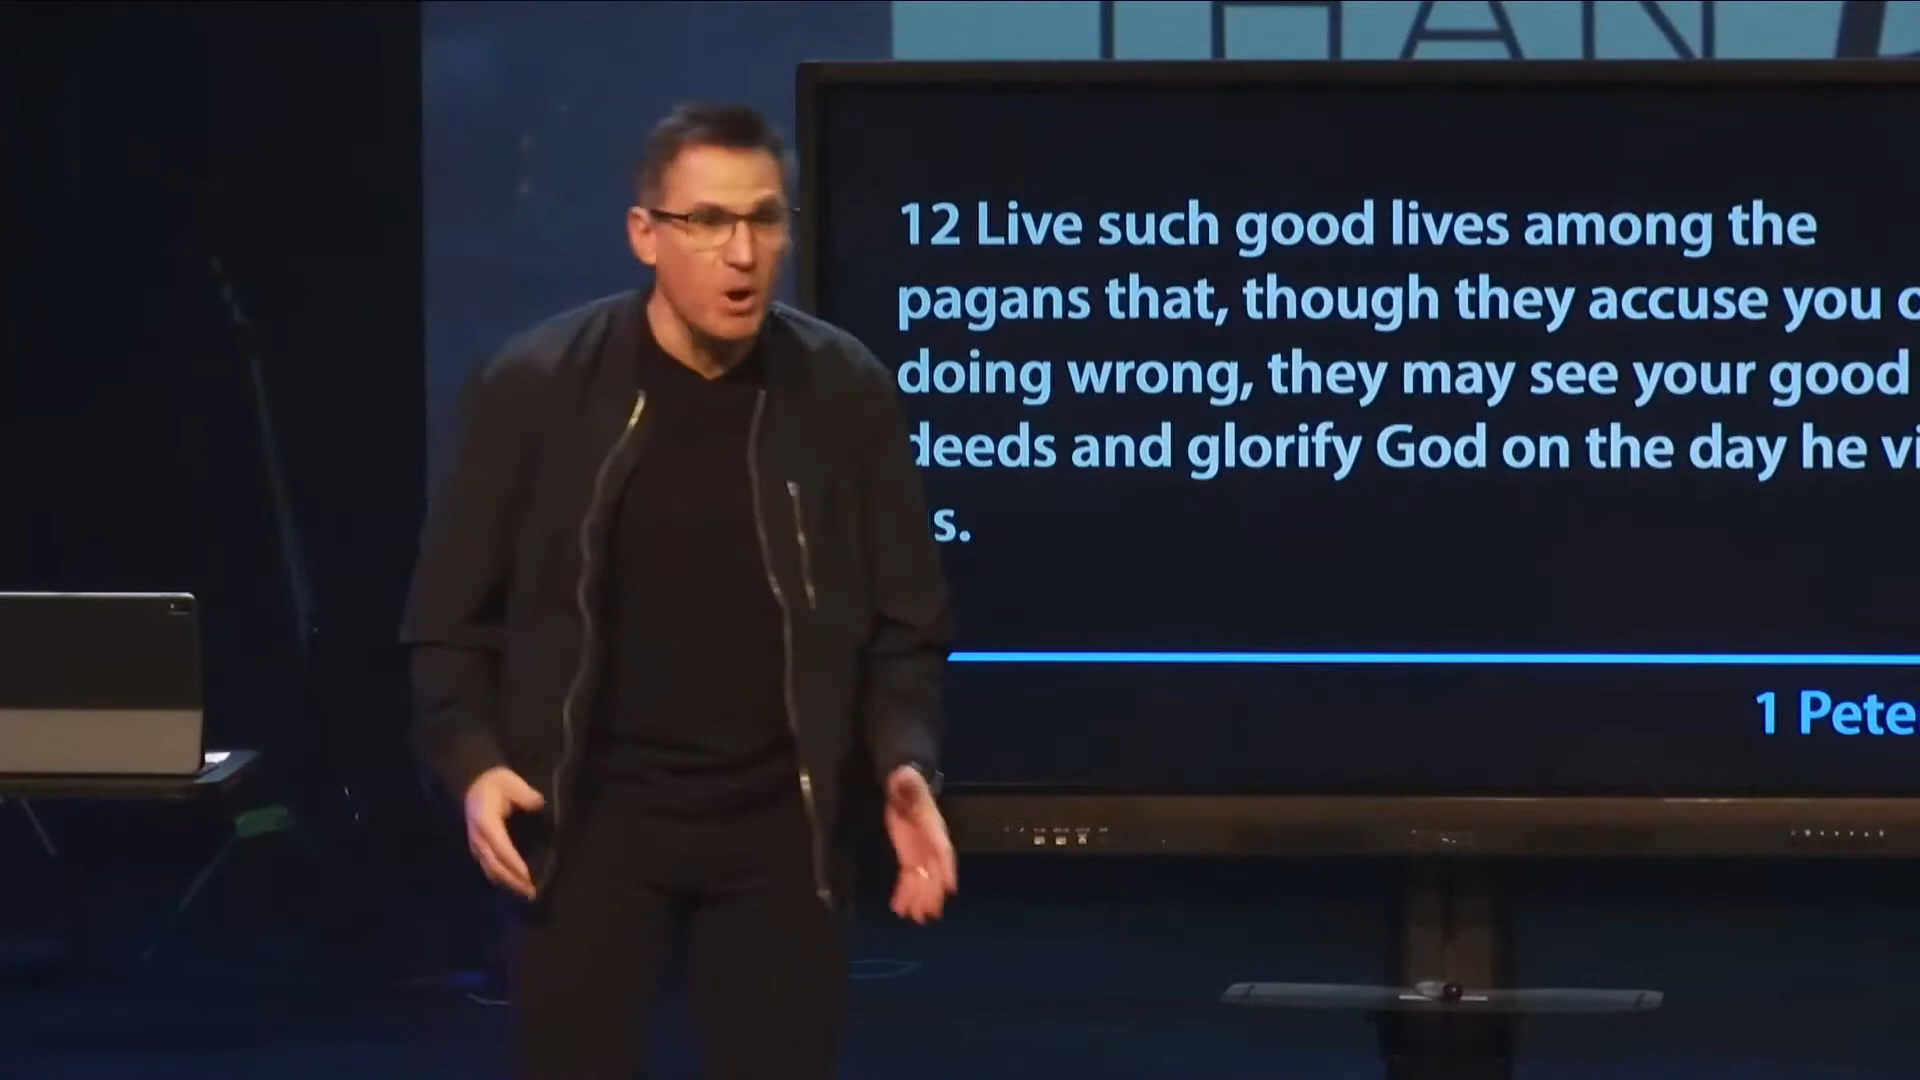 THAN
12 Live such good lives among the
pagans that, though they accuse you
doing wrong, they may see your good
deeds and glorify God on the day he
1